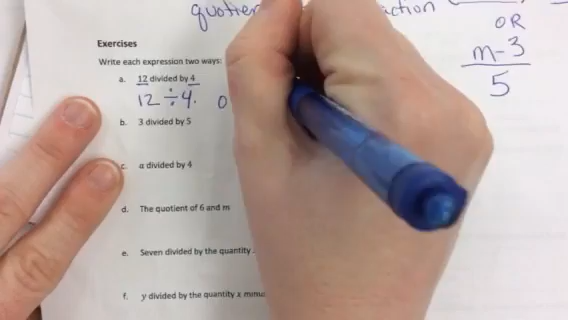 quotient
OR
m-3
5
Exercises
Write each expression two ways:
a. 12 divided by 4
12 ÷ 4. o
b. 3 divided by 5
c. a divided by 4
d. The quotient of 6 and m
e. Seven divided by the quantity
f. y divided by the quantity x minus